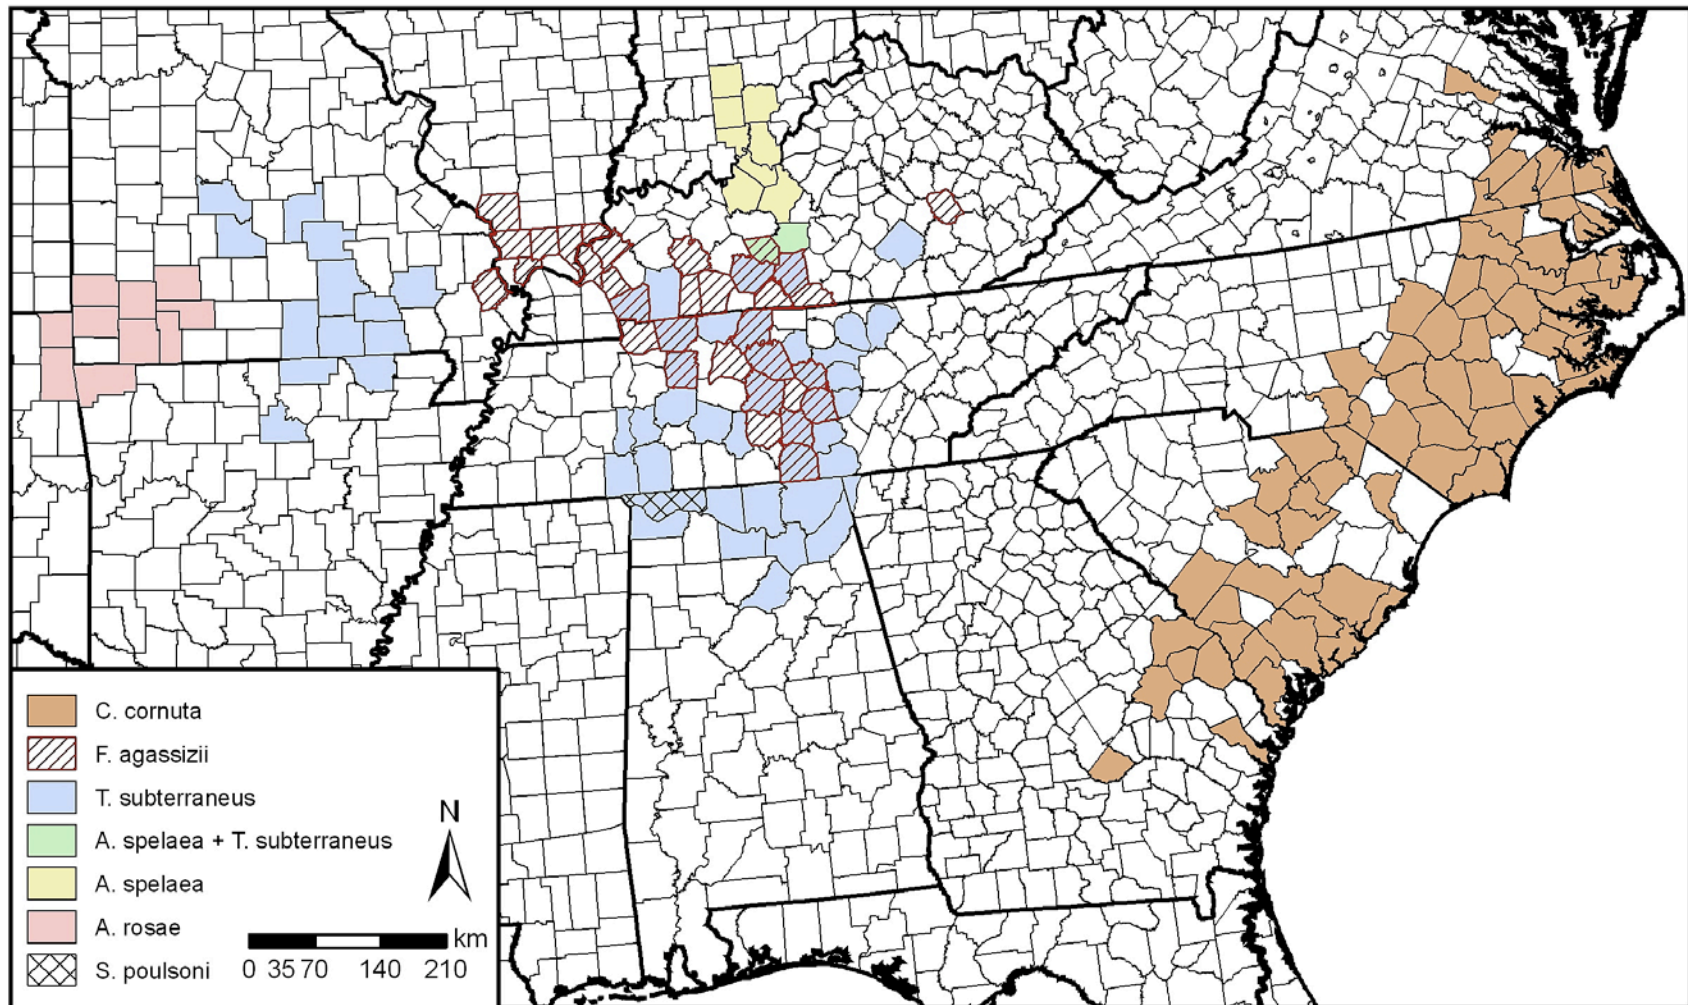 C. cornuta
F. agassizii
T. subterraneus
A. spelaea + T. subterraneus
A. spelaea
A. rosae
S. poulsoni
N
km
0 35 70 140 210